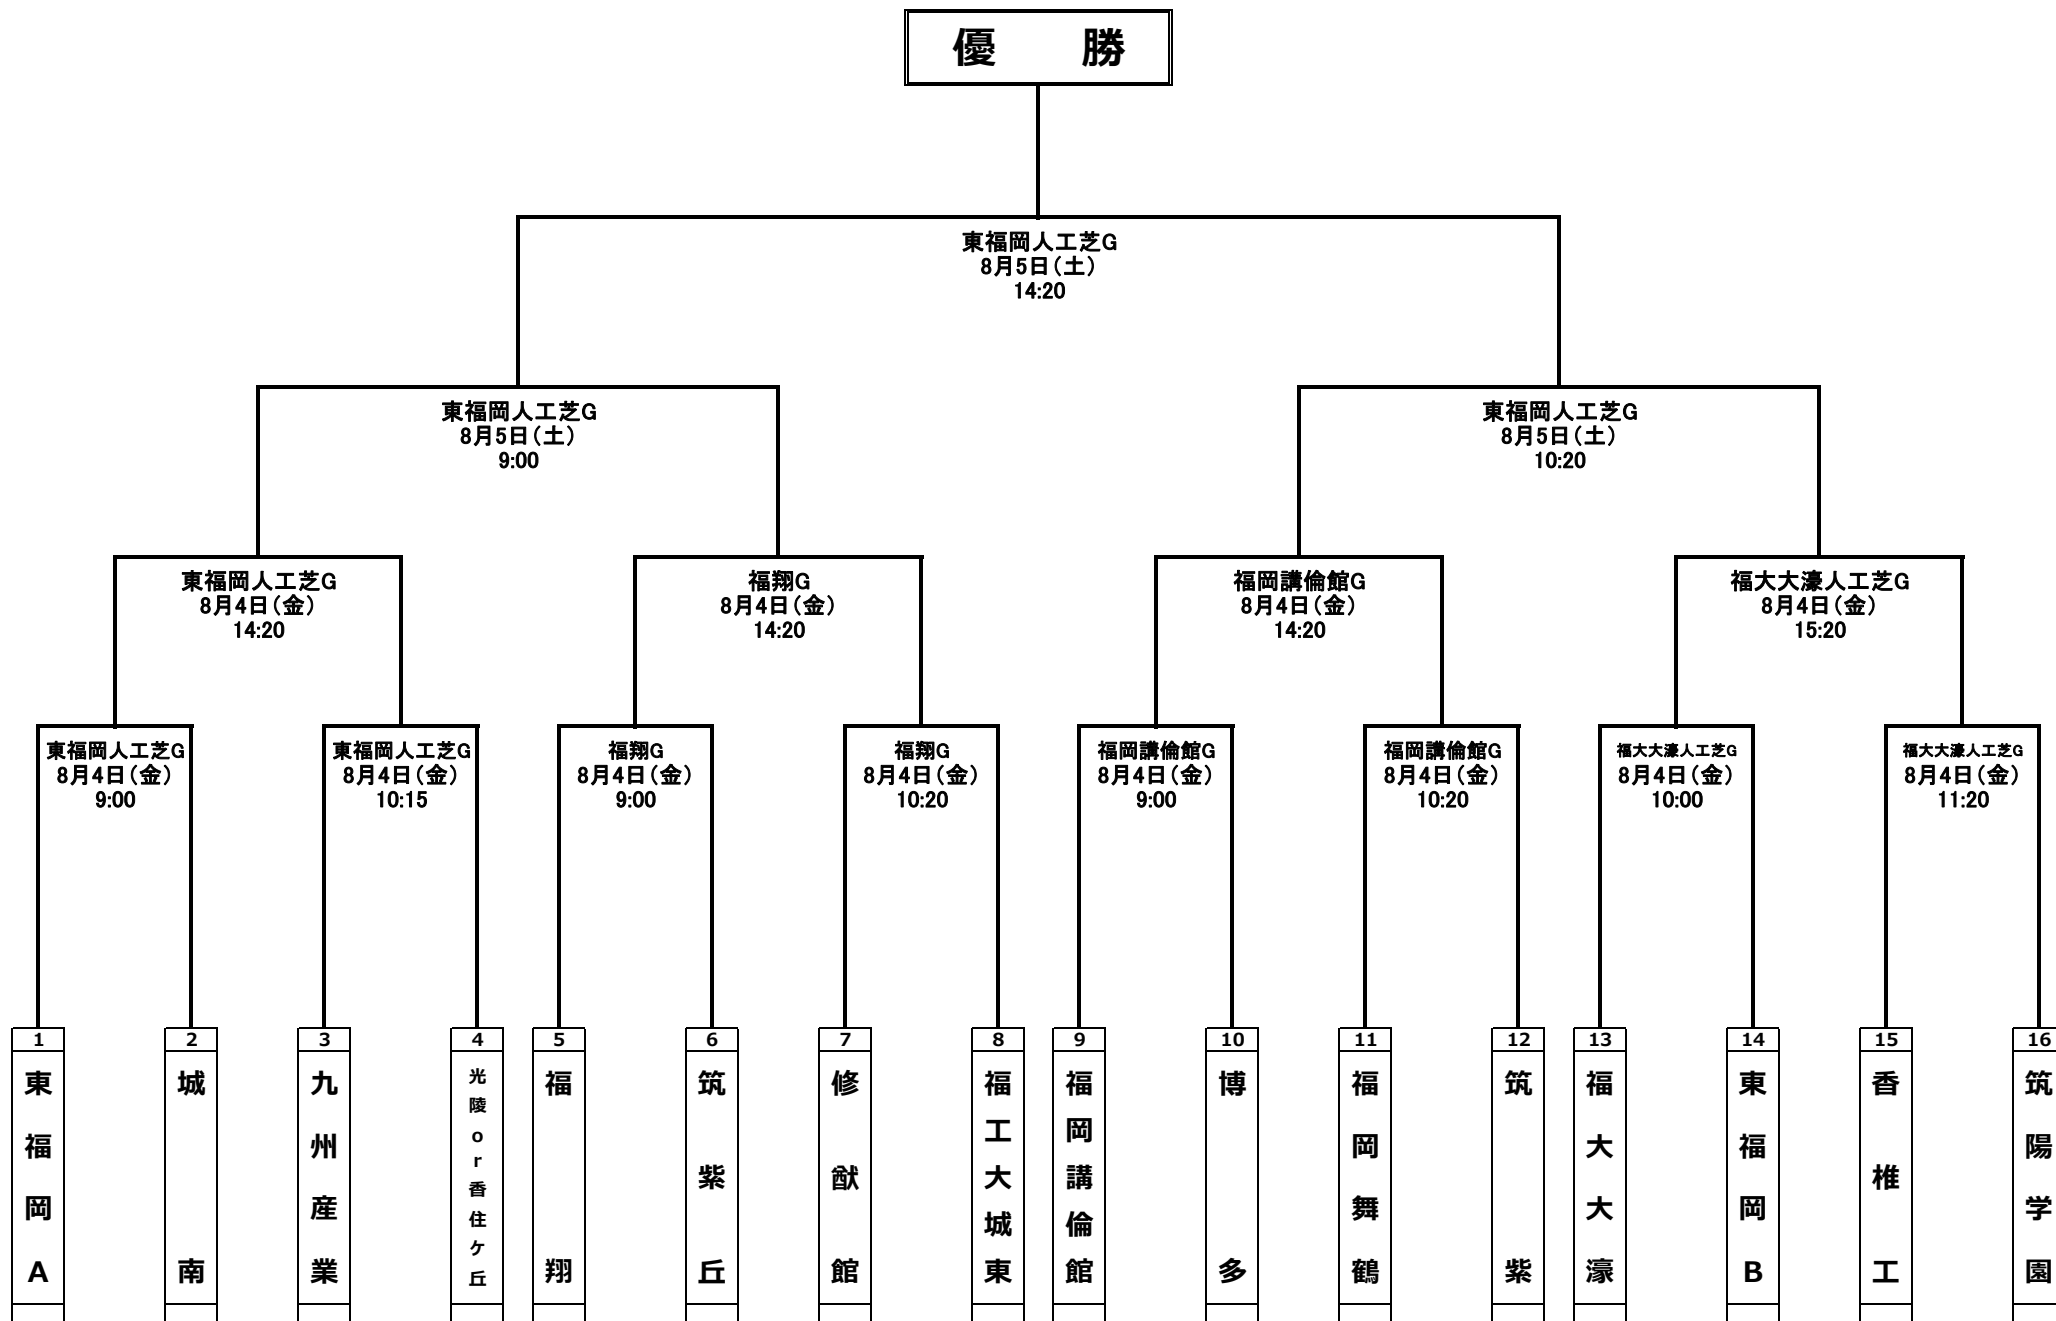 優　勝
東福岡人工芝G
8月5日(土)
14:20
東福岡人工芝G
8月5日(土)
9:00
東福岡人工芝G
8月5日(土)
10:20
東福岡人工芝G
8月4日(金)
14:20
福翔G
8月4日(金)
14:20
福岡講倫館G
8月4日(金)
14:20
福大大濠人工芝G
8月4日(金)
15:20
東福岡人工芝G
8月4日(金)
9:00
東福岡人工芝G
8月4日(金)
10:15
福翔G
8月4日(金)
9:00
福翔G
8月4日(金)
10:20
福岡講倫館G
8月4日(金)
9:00
福岡講倫館G
8月4日(金)
10:20
福大大濠人工芝G
8月4日(金)
10:00
福大大濠人工芝G
8月4日(金)
11:20
1
東福岡A
2
城南
3
九州産業
4
光陵or香住ケ丘
5
福翔
6
筑紫丘
7
修猷館
8
福工大城東
9
福岡講倫館
10
博多
11
福岡舞鶴
12
筑紫
13
福大大濠
14
東福岡B
15
香椎工
16
筑陽学園